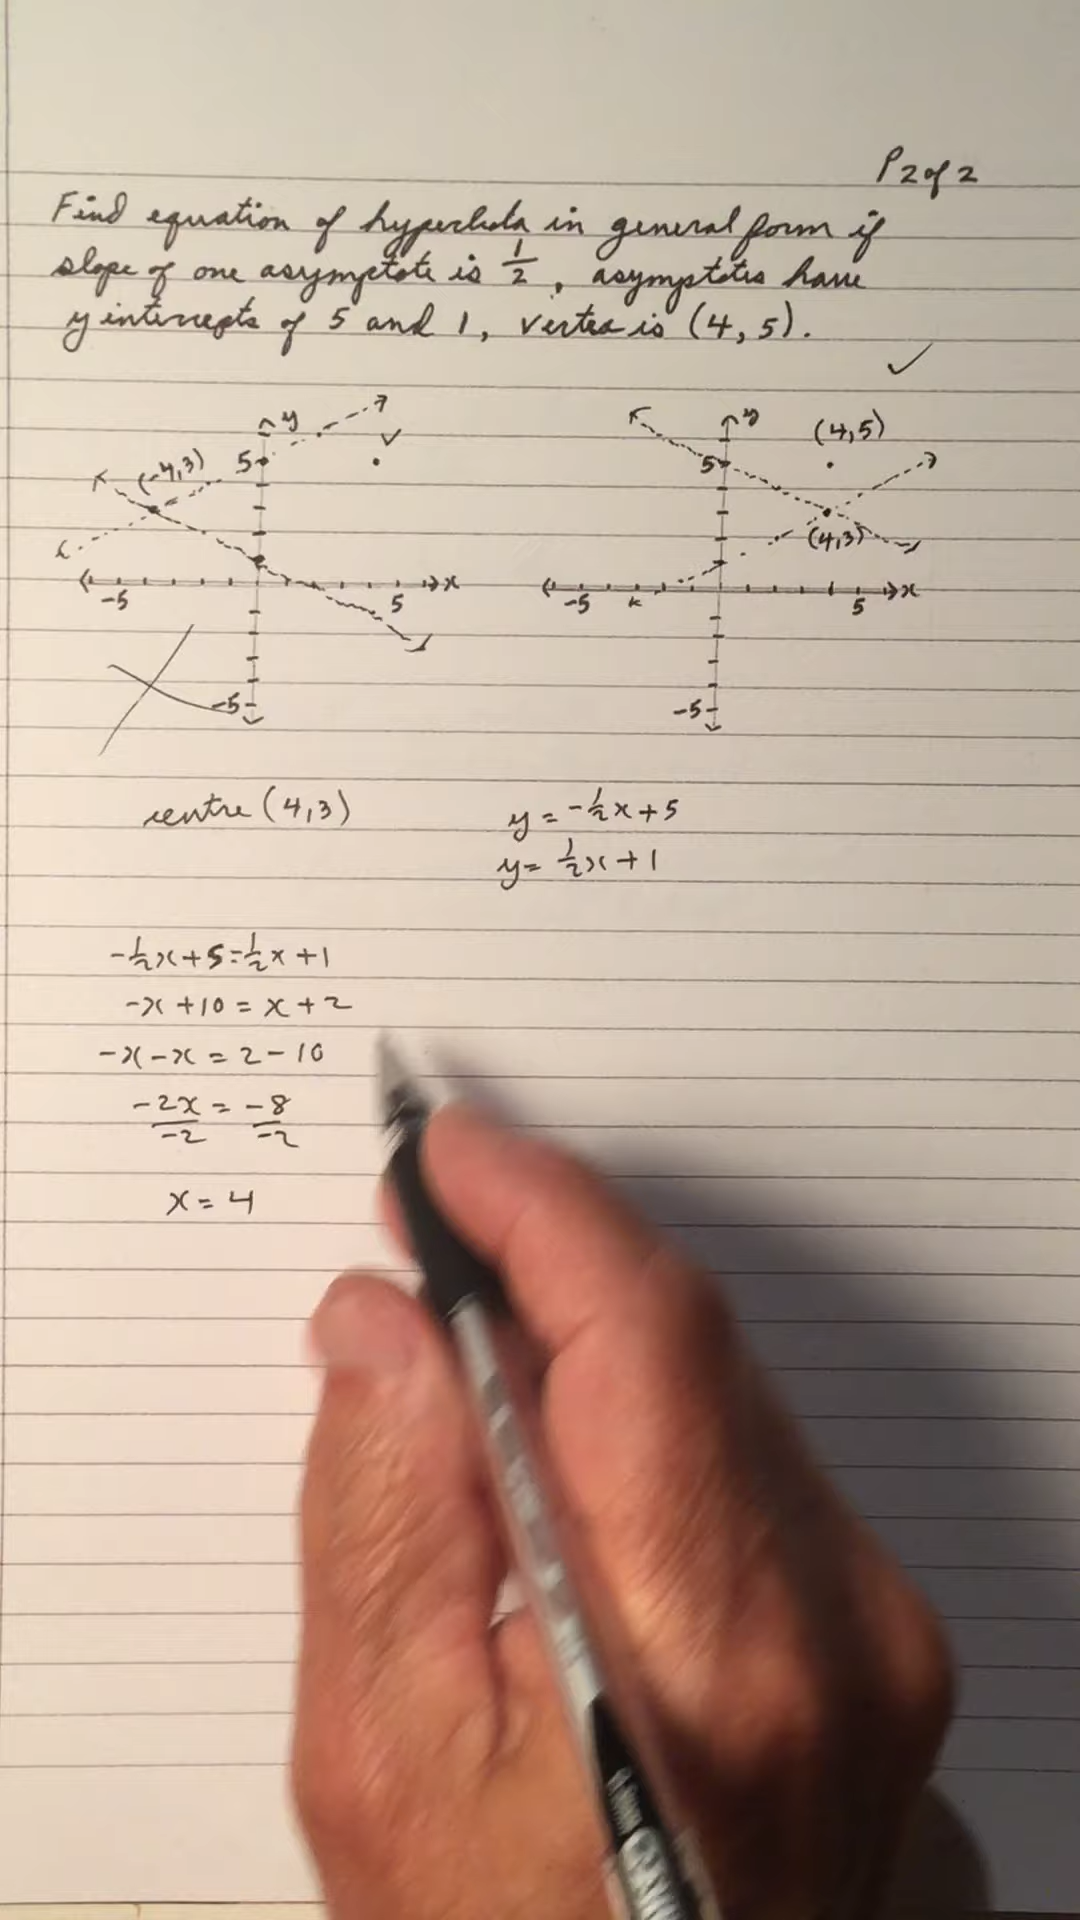 P2 of 2
Find equation of hyperbola in general form if
slope of one asymptote is 1/2, asymptotes have
y intercepts of 5 and 1, vertex is (4, 5).
y
(-4,3)
5
-5
5
x
-5
y
(4,5)
5
(4,3)
-5
5
x
-5
centre (4,3)
y = -1/2x + 5
y = 1/2x + 1
-1/2x + 5 = 1/2x + 1
-x + 10 = x + 2
-x - x = 2 - 10
-2x = -8
-2 -2
x = 4